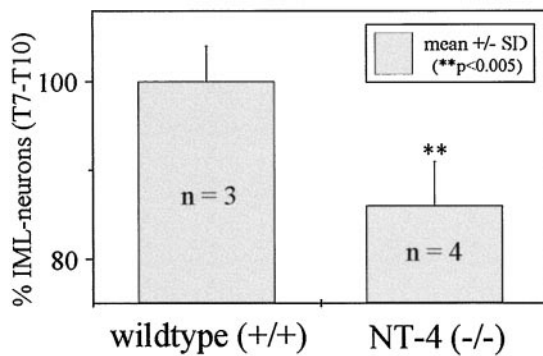 % IML-neurons (T7-T10)
100
80
mean +/- SD
(**p<0.005)
**
n = 3
n = 4
wildtype (+/+)
NT-4 (-/-)